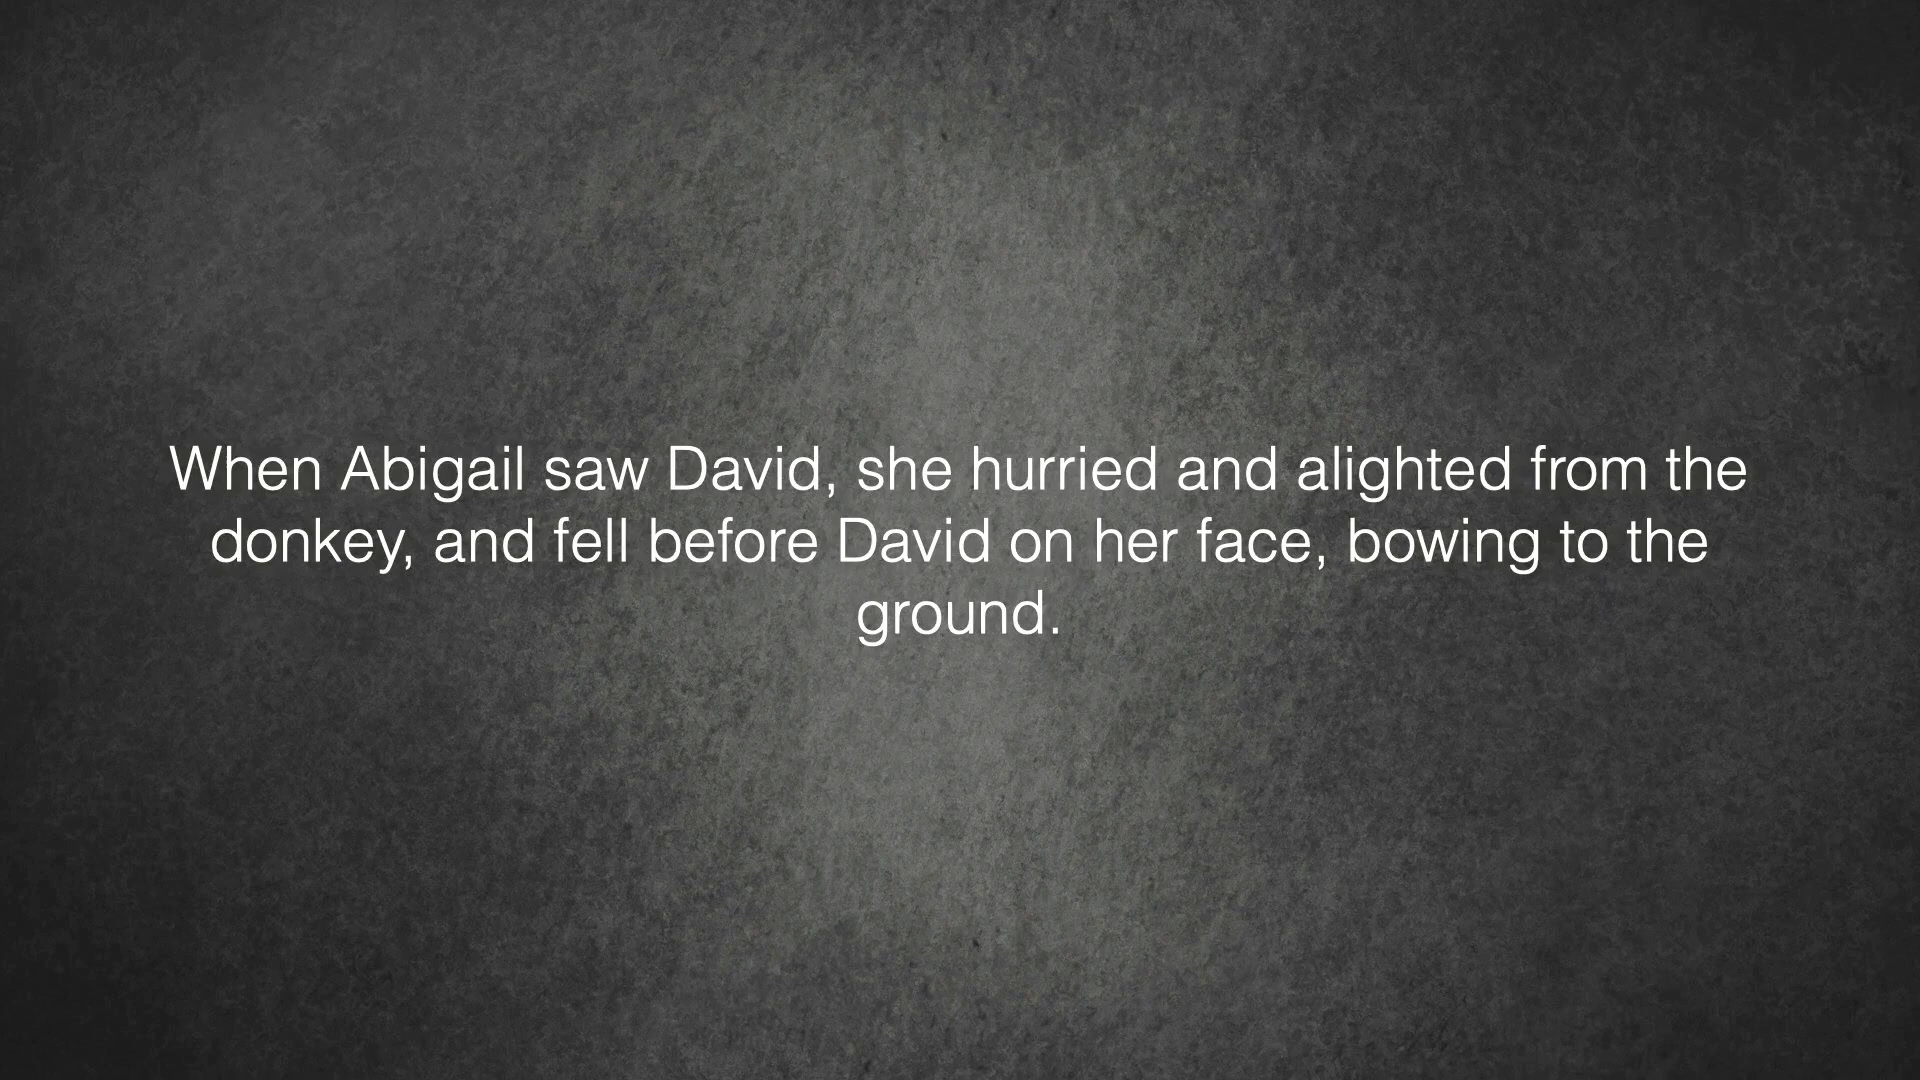 When Abigail saw David, she hurried and alighted from the
donkey, and fell before David on her face, bowing to the
ground.